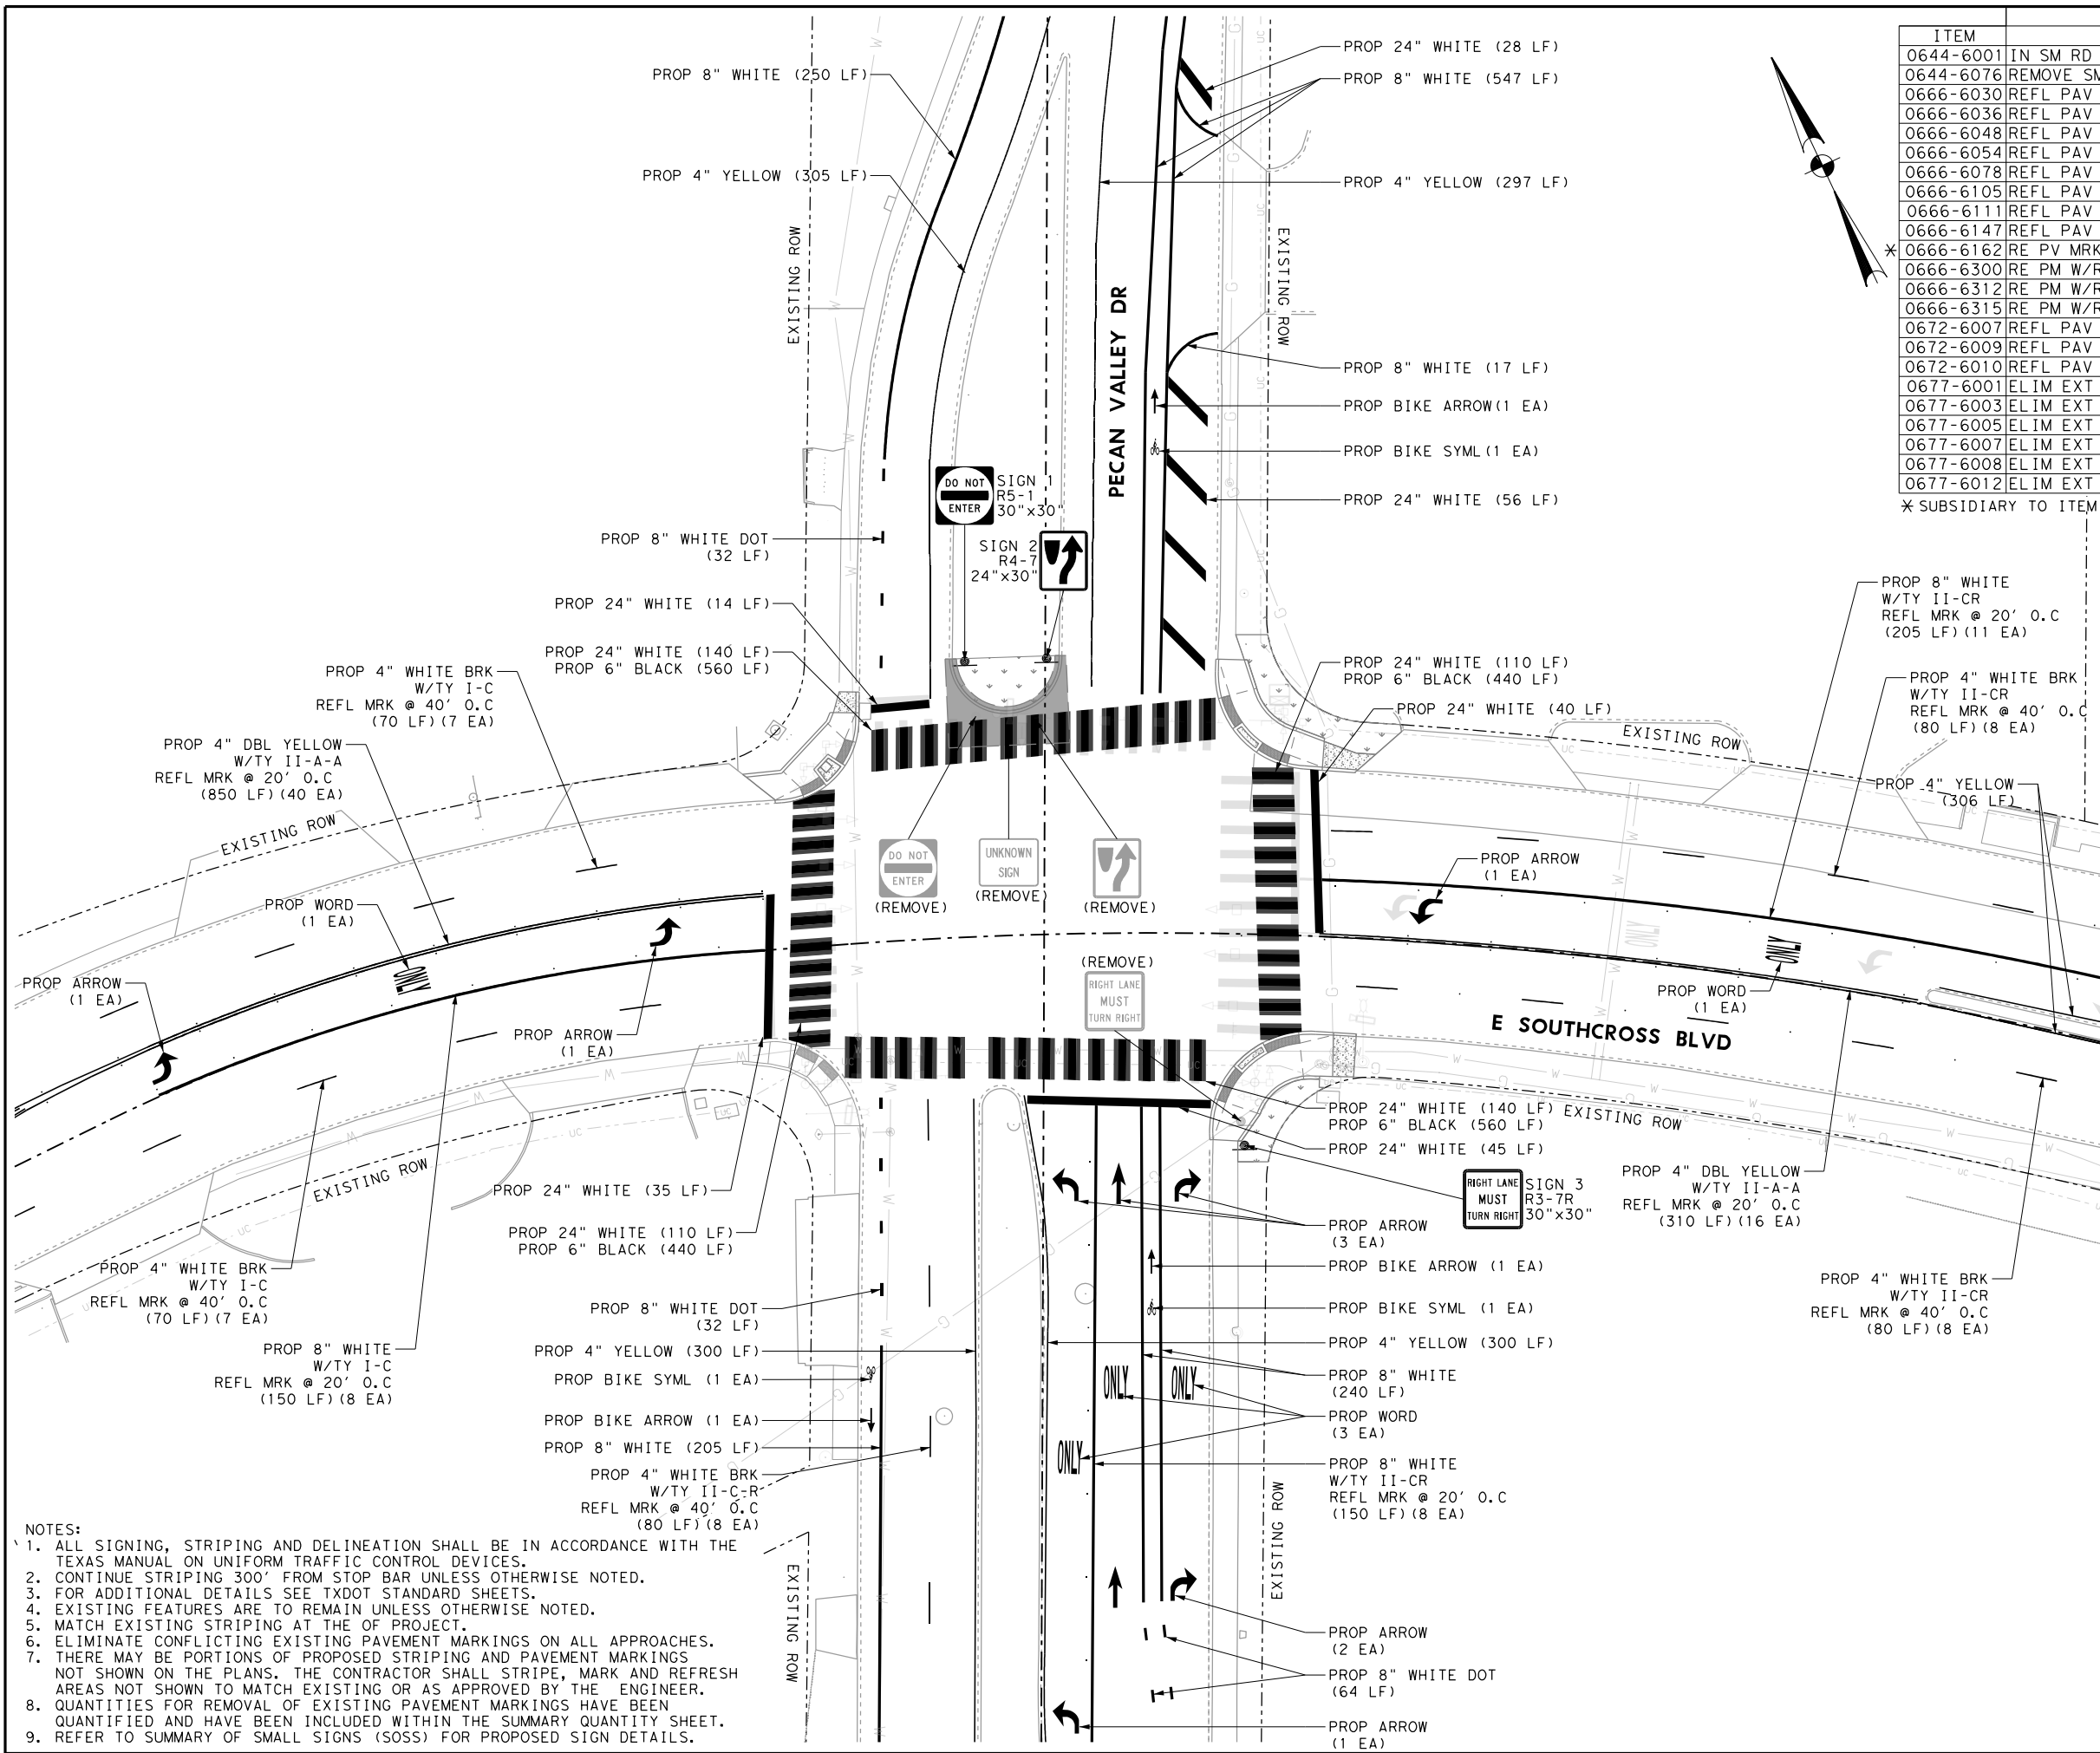 PROP 8" WHITE (250 LF)
PROP 4" YELLOW (305 LF)
EXISTING ROW
PROP 24" WHITE (28 LF)
PROP 8" WHITE (547 LF)
PROP 4" YELLOW (297 LF)
EXISTING ROW
PECAN VALLEY DR
PROP 8" WHITE (17 LF)
PROP BIKE ARROW(1 EA)
PROP BIKE SYML(1 EA)
PROP 24" WHITE (56 LF)
ITEM
0644-6001 IN SM RD
0644-6076 REMOVE SM
0666-6030 REFL PAV
0666-6036 REFL PAV
0666-6048 REFL PAV
0666-6054 REFL PAV
0666-6078 REFL PAV
0666-6105 REFL PAV
0666-6111 REFL PAV
0666-6147 REFL PAV
* 0666-6162 RE PV MRK
0666-6300 RE PM W/R
0666-6312 RE PM W/R
0666-6315 RE PM W/R
0672-6007 REFL PAV
0672-6009 REFL PAV
0672-6010 REFL PAV
0677-6001 ELIM EXT
0677-6003 ELIM EXT
0677-6005 ELIM EXT
0677-6007 ELIM EXT
0677-6008 ELIM EXT
0677-6012 ELIM EXT
* SUBSIDIARY TO ITEM
DO NOT
ENTER
SIGN 1
R5-1
30"x30"
SIGN 2
R4-7
24"x30"
PROP 8" WHITE DOT
(32 LF)
PROP 24" WHITE (14 LF)
PROP 24" WHITE (140 LF)
PROP 6" BLACK (560 LF)
PROP 4" WHITE BRK
W/TY I-C
REFL MRK @ 40' O.C
(70 LF)(7 EA)
PROP 4" DBL YELLOW
W/TY II-A-A
REFL MRK @ 20' O.C
(850 LF)(40 EA)
EXISTING ROW
PROP WORD
(1 EA)
ONLY
PROP ARROW
(1 EA)
PROP ARROW
(1 EA)
PROP 24" WHITE (110 LF)
PROP 6" BLACK (440 LF)
PROP 24" WHITE (40 LF)
EXISTING ROW
PROP 8" WHITE
W/TY II-CR
REFL MRK @ 20' O.C
(205 LF)(11 EA)
PROP 4" WHITE BRK
W/TY II-CR
REFL MRK @ 40' O.C
(80 LF)(8 EA)
PROP 4" YELLOW
(306 LF)
PROP ARROW
(1 EA)
ONLY
ONLY
PROP WORD
(1 EA)
E SOUTHCROSS BLVD
DO NOT
ENTER
(REMOVE)
UNKNOWN
SIGN
(REMOVE)
(REMOVE)
(REMOVE)
RIGHT LANE
MUST
TURN RIGHT
EXISTING ROW
PROP 24" WHITE (35 LF)
PROP 24" WHITE (110 LF)
PROP 6" BLACK (440 LF)
PROP 4" WHITE BRK
W/TY I-C
REFL MRK @ 40' O.C
(70 LF)(7 EA)
PROP 8" WHITE
W/TY I-C
REFL MRK @ 20' O.C
(150 LF)(8 EA)
PROP 8" WHITE DOT
(32 LF)
PROP 4" YELLOW (300 LF)
PROP BIKE SYML (1 EA)
PROP BIKE ARROW (1 EA)
PROP 8" WHITE (205 LF)
PROP 4" WHITE BRK
W/TY II-C-R
REFL MRK @ 40' O.C
(80 LF)(8 EA)
EXISTING ROW
PROP 24" WHITE (140 LF)
PROP 6" BLACK (560 LF)
EXISTING ROW
PROP 24" WHITE (45 LF)
RIGHT LANE
MUST
TURN RIGHT
SIGN 3
R3-7R
30"x30"
PROP 4" DBL YELLOW
W/TY II-A-A
REFL MRK @ 20' O.C
(310 LF)(16 EA)
PROP 4" WHITE BRK
W/TY II-CR
REFL MRK @ 40' O.C
(80 LF)(8 EA)
PROP ARROW
(3 EA)
PROP BIKE ARROW (1 EA)
PROP BIKE SYML (1 EA)
PROP 4" YELLOW (300 LF)
PROP 8" WHITE
(240 LF)
ONLY
ONLY
ONLY
PROP WORD
(3 EA)
PROP 8" WHITE
W/TY II-CR
REFL MRK @ 20' O.C
(150 LF)(8 EA)
EXISTING ROW
PROP ARROW
(2 EA)
PROP 8" WHITE DOT
(64 LF)
PROP ARROW
(1 EA)
NOTES:
1. ALL SIGNING, STRIPING AND DELINEATION SHALL BE IN ACCORDANCE WITH THE
TEXAS MANUAL ON UNIFORM TRAFFIC CONTROL DEVICES.
2. CONTINUE STRIPING 300' FROM STOP BAR UNLESS OTHERWISE NOTED.
3. FOR ADDITIONAL DETAILS SEE TXDOT STANDARD SHEETS.
4. EXISTING FEATURES ARE TO REMAIN UNLESS OTHERWISE NOTED.
5. MATCH EXISTING STRIPING AT THE OF PROJECT.
6. ELIMINATE CONFLICTING EXISTING PAVEMENT MARKINGS ON ALL APPROACHES.
7. THERE MAY BE PORTIONS OF PROPOSED STRIPING AND PAVEMENT MARKINGS
NOT SHOWN ON THE PLANS. THE CONTRACTOR SHALL STRIPE, MARK AND REFRESH
AREAS NOT SHOWN TO MATCH EXISTING OR AS APPROVED BY THE ENGINEER.
8. QUANTITIES FOR REMOVAL OF EXISTING PAVEMENT MARKINGS HAVE BEEN
QUANTIFIED AND HAVE BEEN INCLUDED WITHIN THE SUMMARY QUANTITY SHEET.
9. REFER TO SUMMARY OF SMALL SIGNS (SOSS) FOR PROPOSED SIGN DETAILS.